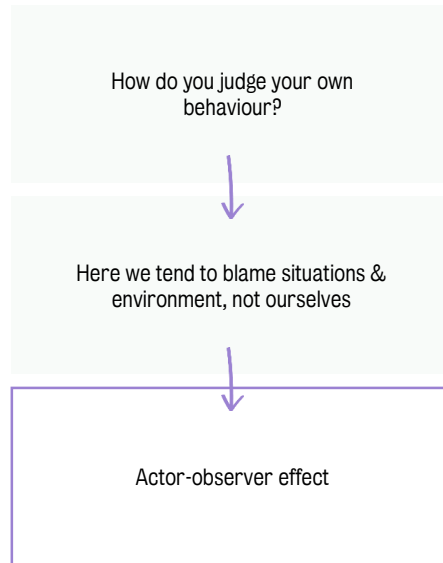 How do you judge your own
behaviour?
Here we tend to blame situations &
environment, not ourselves
Actor-observer effect